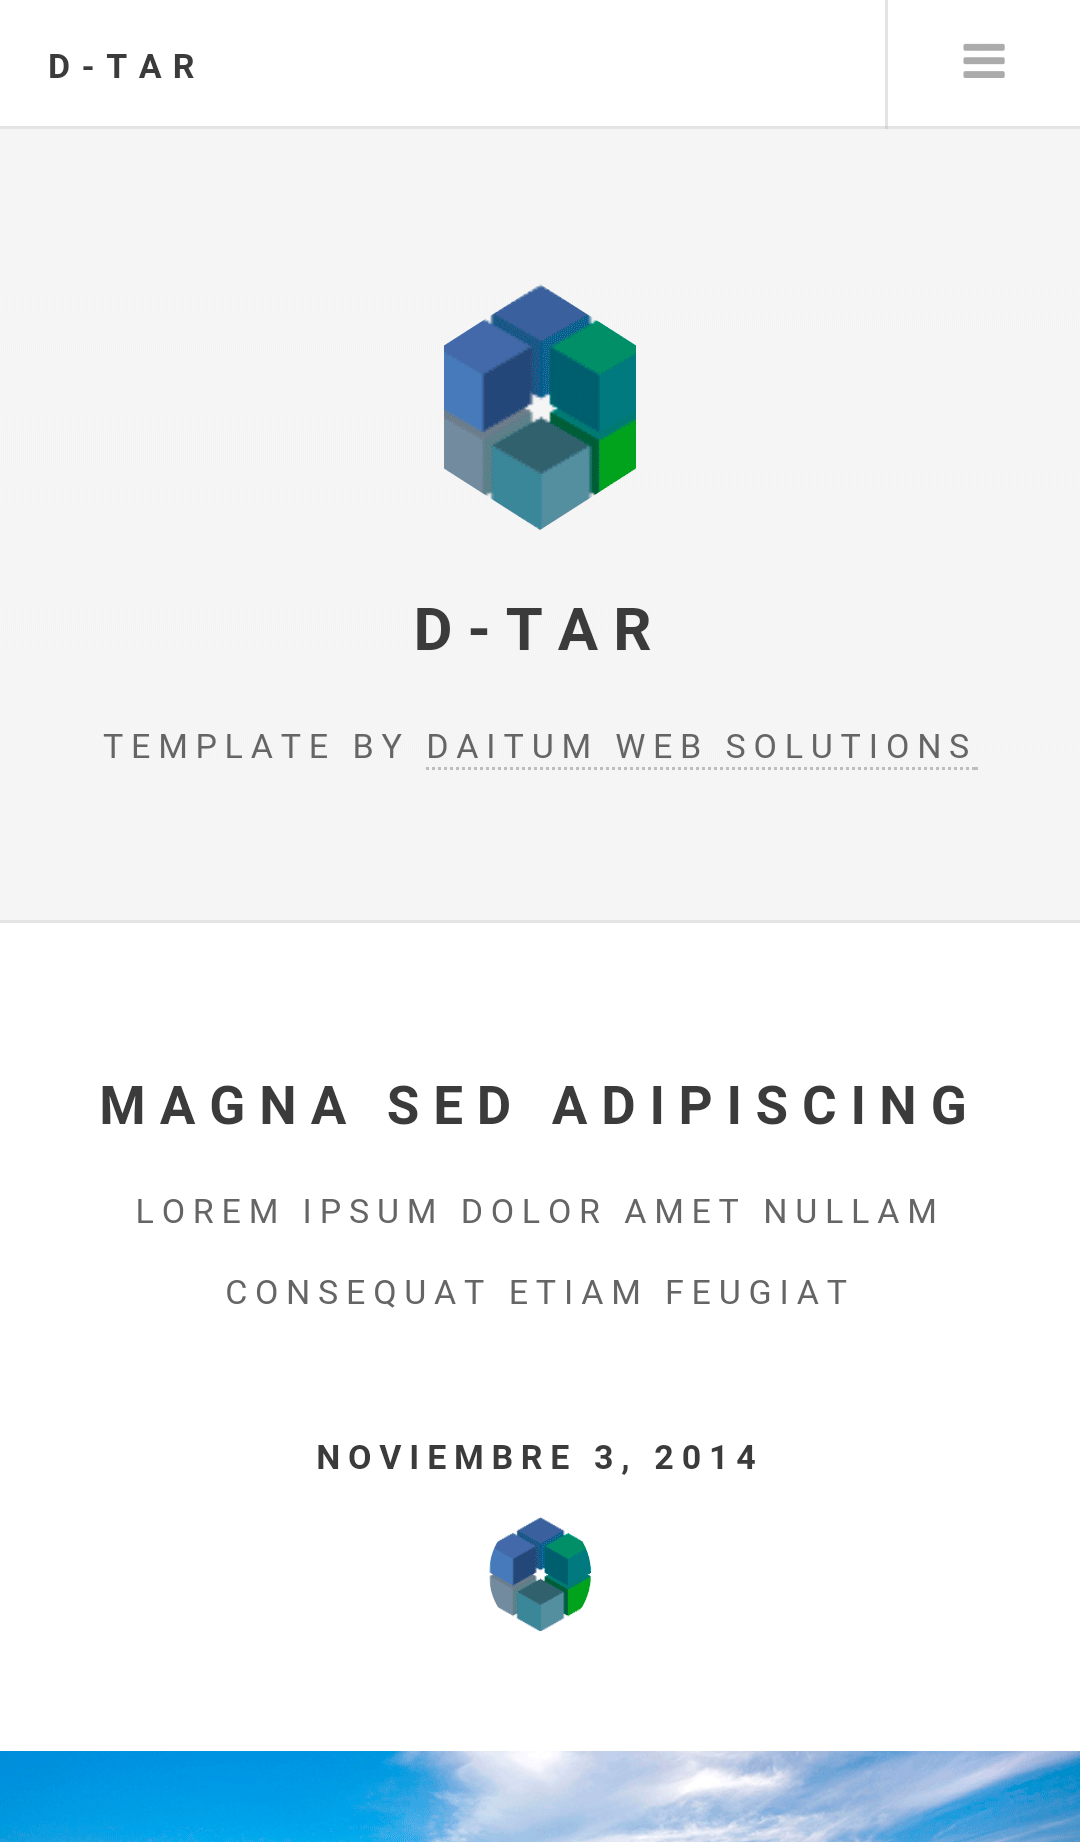 D-TAR
D-TAR
TEMPLATE BY DAITUM WEB SOLUTIONS
MAGNA SED ADIPISCING
LOREM IPSUM DOLOR AMET NULLAM
CONSEQUAT ETIAM FEUGIAT
NOVIEMBRE 3, 2014